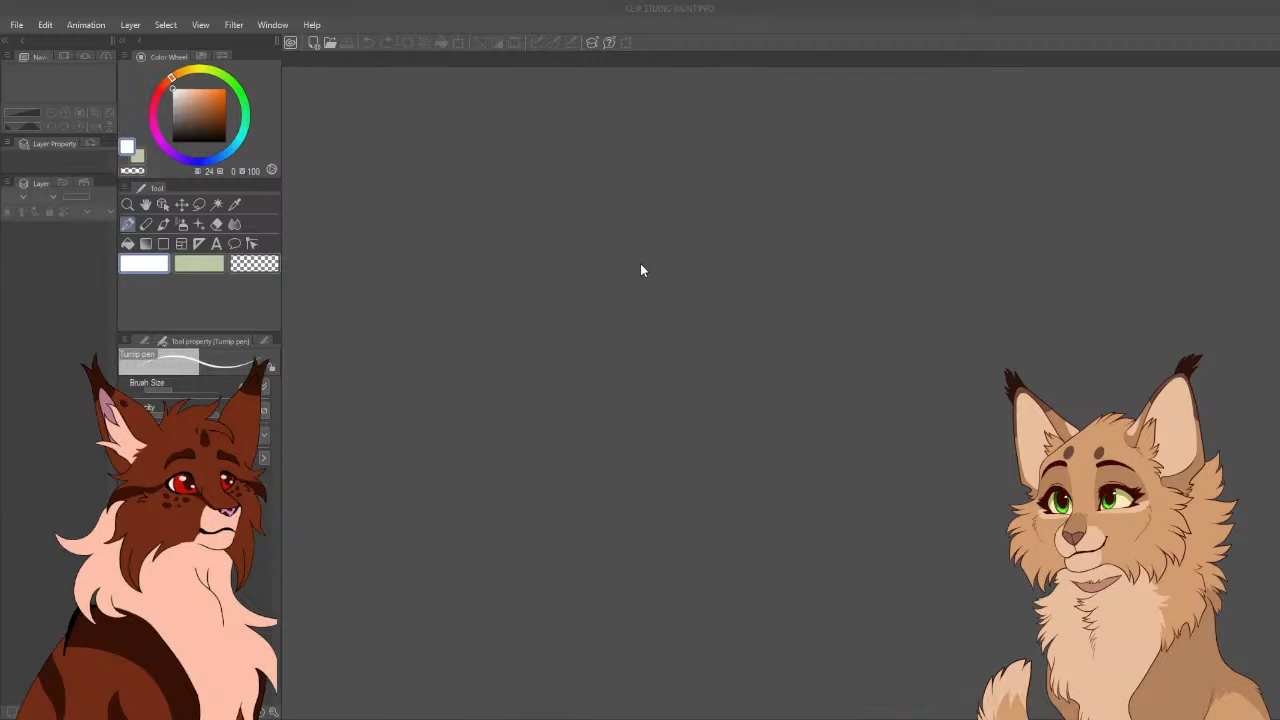 CLIP STUDIO PAINT PRO
File Edit Animation Layer Select View Filter Window Help
Nav
Color Wheel
Layer Property
24 0 100
Layer
Tool
A
Tool property [Turnip pen]
Turnip pen
Brush Size